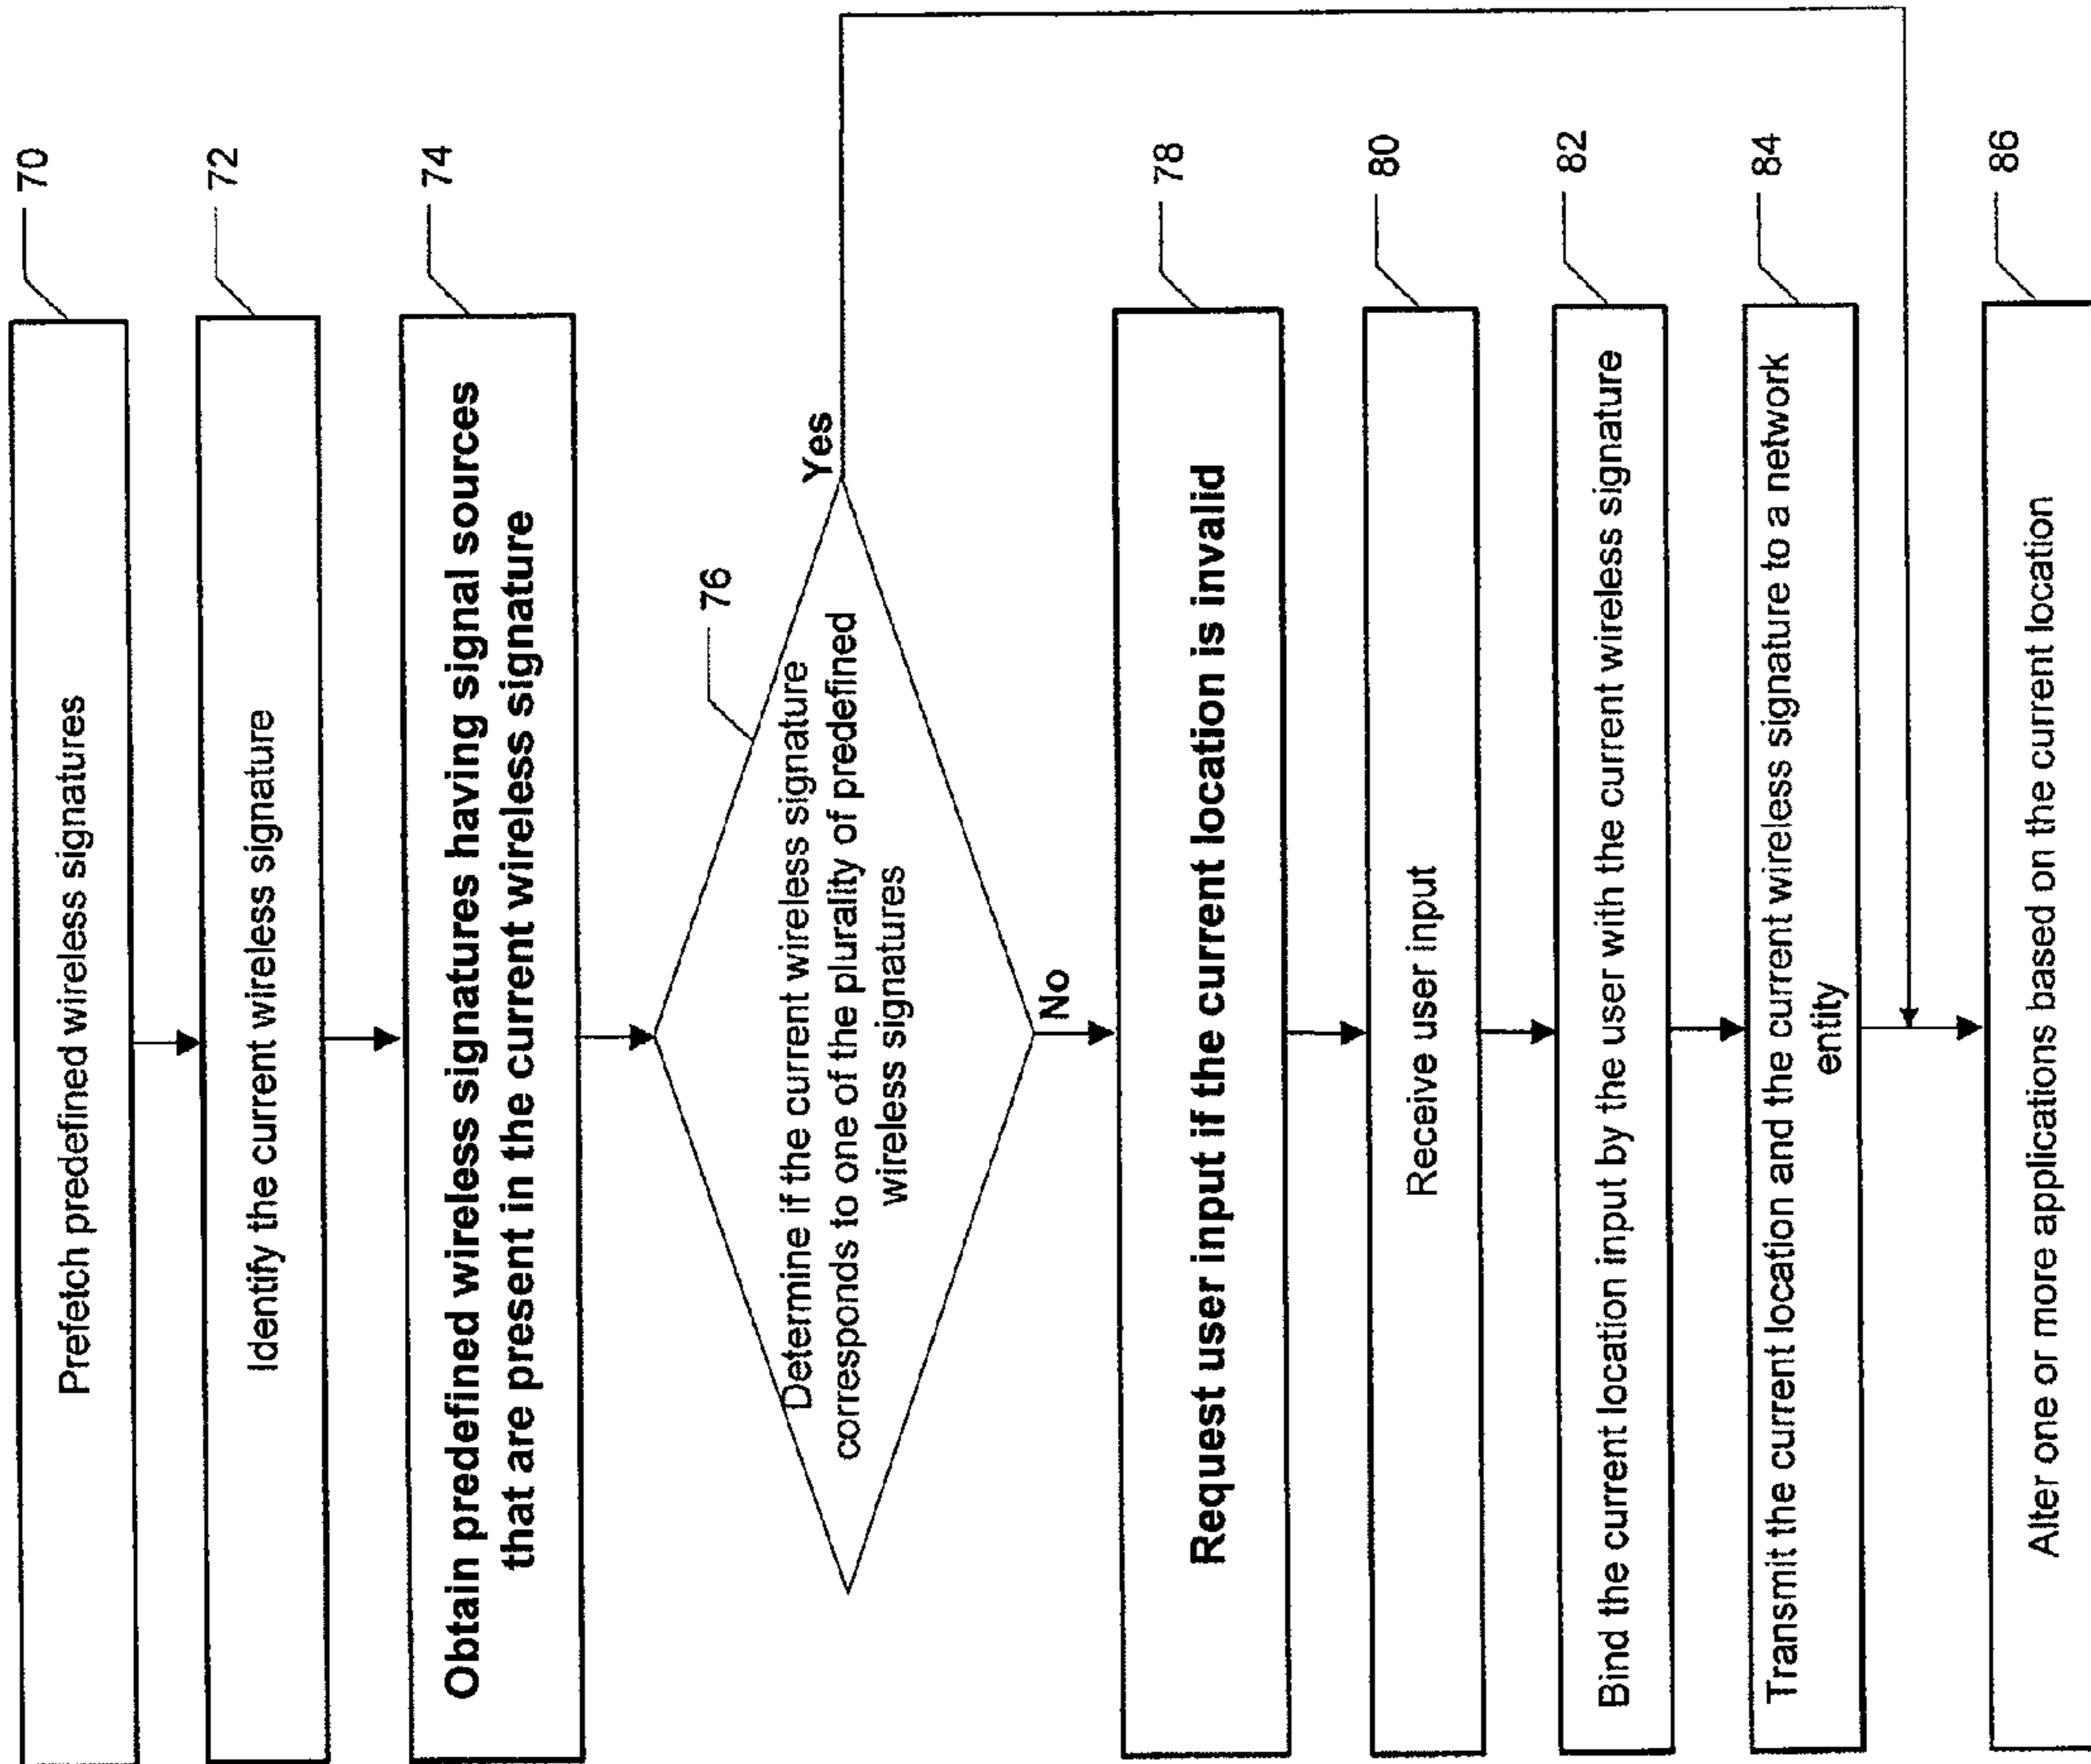 70
Prefetch predefined wireless signatures
72
Identify the current wireless signature
74
Obtain predefined wireless signatures having signal sources
that are present in the current wireless signature
76
Determine if the current wireless signature
corresponds to one of the plurality of predefined
wireless signatures
Yes
No
78
Request user input if the current location is invalid
80
Receive user input
82
Bind the current location input by the user with the current wireless signature
84
Transmit the current location and the current wireless signature to a network
entity
86
Alter one or more applications based on the current location